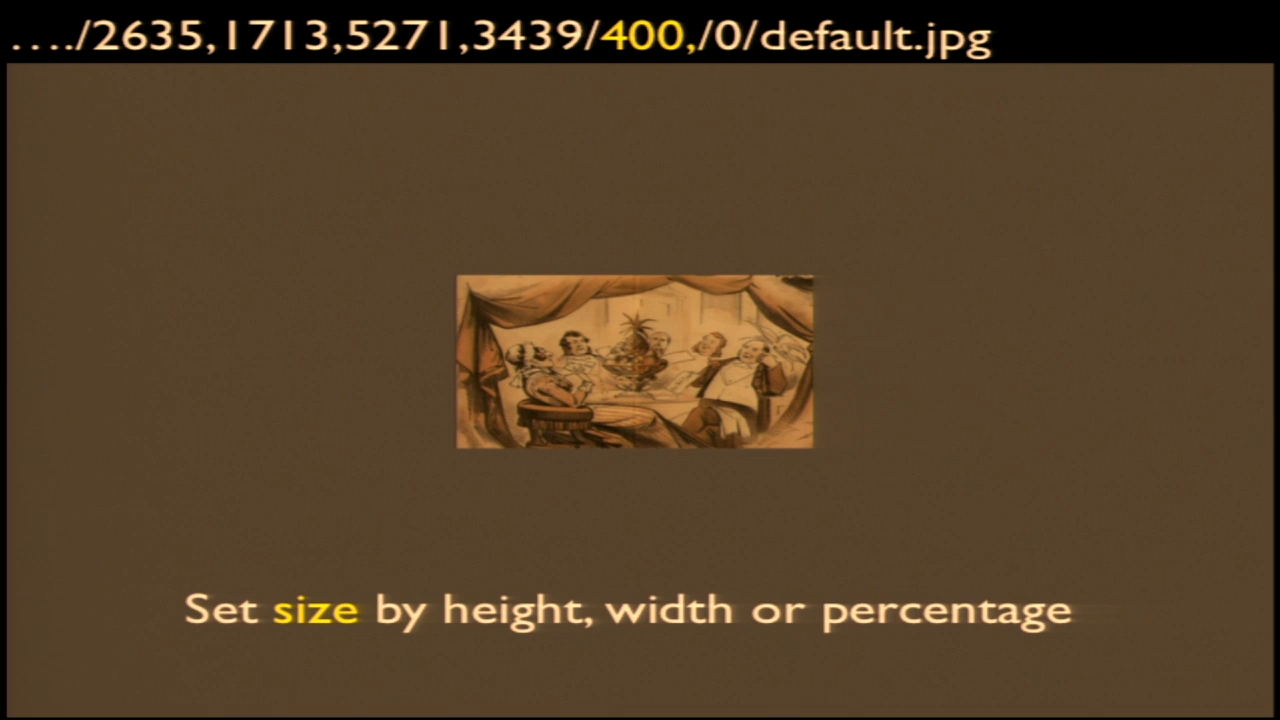 …./2635,1713,5271,3439/400,/0/default.jpg
Set size by height, width or percentage